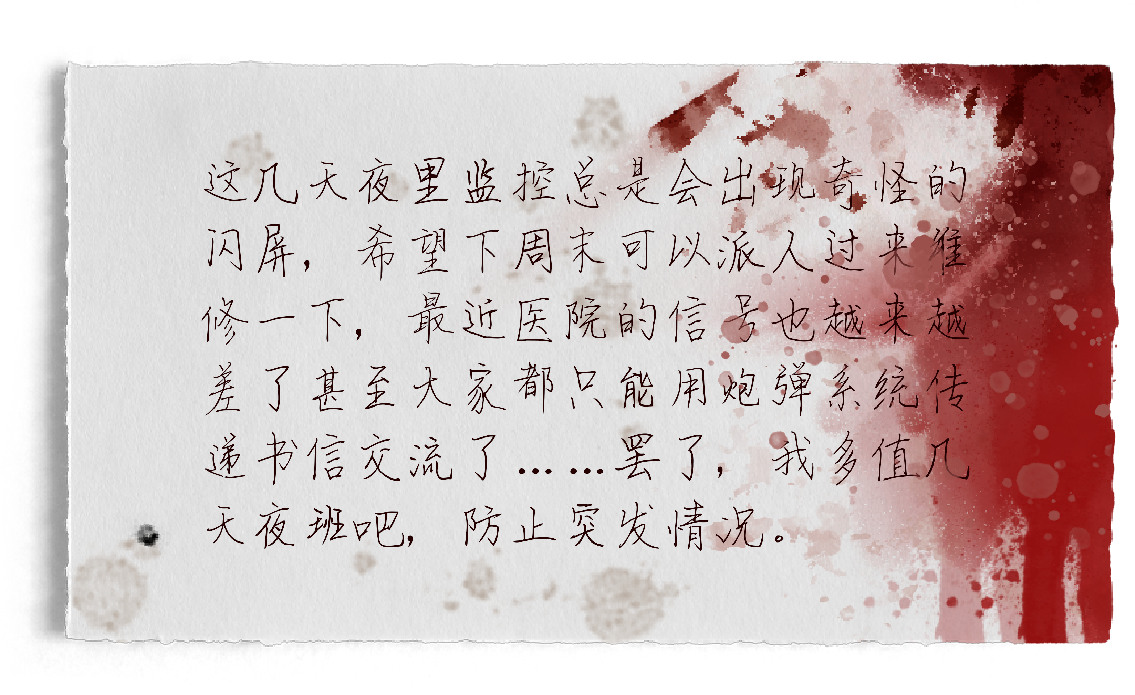 这几天夜里监控总是会出现奇怪的
闪屏，希望下周末可以派人过来维
修一下，最近医院的信号也越来越
差了甚至大家都只能用炮弹系统传
递书信交流了……罢了，我多值几
天夜班吧，防止突发情况。